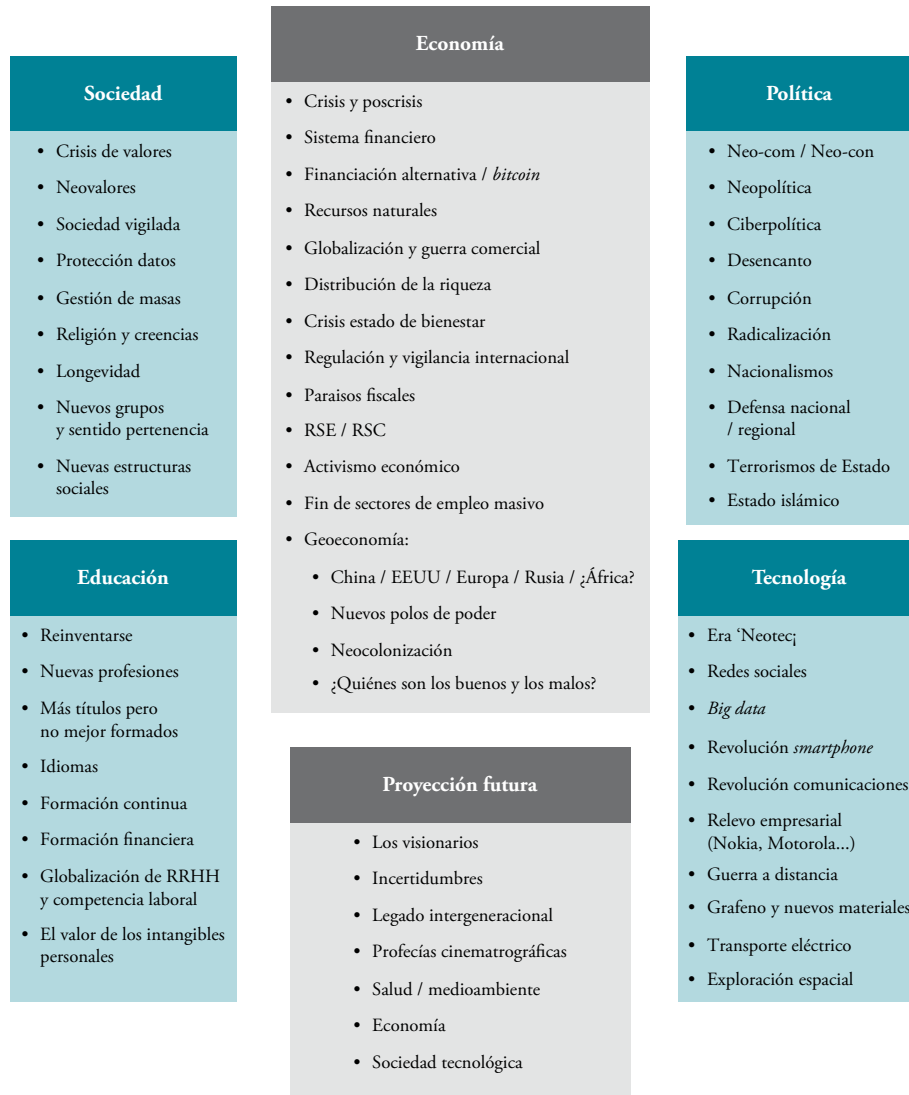 Sociedad
• Crisis de valores
• Neovalores
• Sociedad vigilada
• Protección datos
• Gestión de masas
• Religión y creencias
• Longevidad
• Nuevos grupos
y sentido pertenencia
• Nuevas estructuras
sociales
Economía
• Crisis y poscrisis
• Sistema financiero
• Financiación alternativa / bitcoin
• Recursos naturales
• Globalización y guerra comercial
• Distribución de la riqueza
• Crisis estado de bienestar
• Regulación y vigilancia internacional
• Paraisos fiscales
• RSE / RSC
• Activismo económico
• Fin de sectores de empleo masivo
• Geoeconomía:
• China / EEUU / Europa / Rusia / ¿África?
• Nuevos polos de poder
• Neocolonización
• ¿Quiénes son los buenos y los malos?
Política
• Neo-com / Neo-con
• Neopolítica
• Ciberpolítica
• Desencanto
• Corrupción
• Radicalización
• Nacionalismos
• Defensa nacional
/ regional
• Terrorismos de Estado
• Estado islámico
Educación
• Reinventarse
• Nuevas profesiones
• Más títulos pero
no mejor formados
• Idiomas
• Formación continua
• Formación financiera
• Globalización de RRHH
y competencia laboral
• El valor de los intangibles
personales
Proyección futura
• Los visionarios
• Incertidumbres
• Legado intergeneracional
• Profecías cinematrográficas
• Salud / medioambiente
• Economía
• Sociedad tecnológica
Tecnología
• Era ‘Neotec¡
• Redes sociales
• Big data
• Revolución smartphone
• Revolución comunicaciones
• Relevo empresarial
(Nokia, Motorola...)
• Guerra a distancia
• Grafeno y nuevos materiales
• Transporte eléctrico
• Exploración espacial